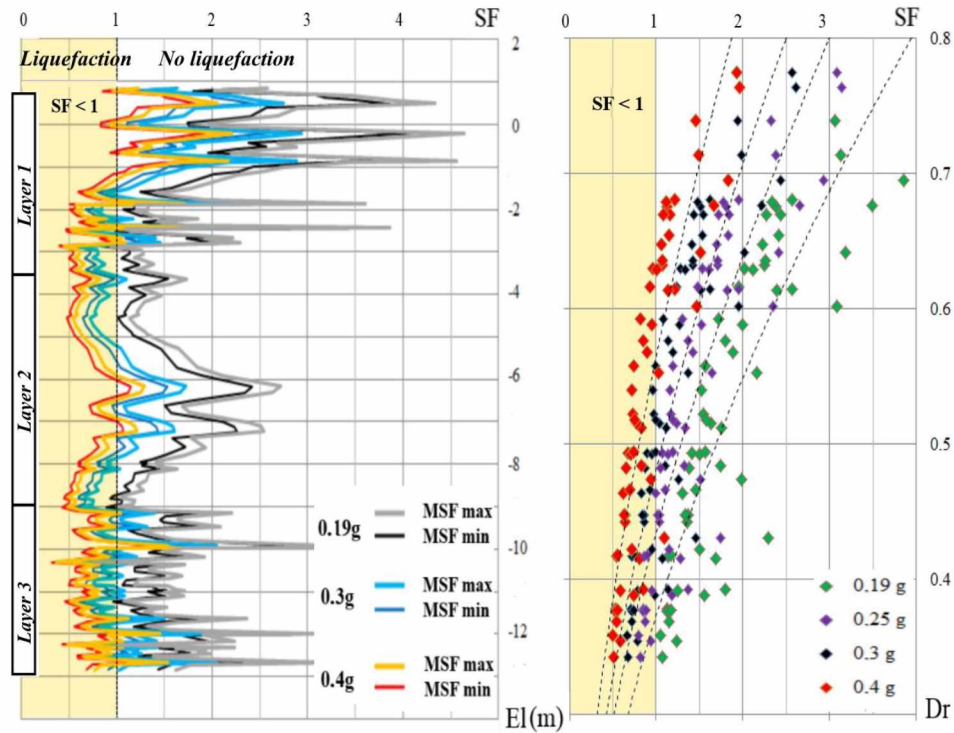 0 1 2 3 4 SF
Liquefaction No liquefaction
SF < 1
2
0
-2
-4
-6
-8
-10
-12
Layer 1
Layer 2
Layer 3
0.19g MSF max
MSF min
0.3g MSF max
MSF min
0.4g MSF max
MSF min
El (m)
0 1 2 3 SF
SF < 1
0.8
0.7
0.6
0.5
0.4
0.19 g
0.25 g
0.3 g
0.4 g
Dr